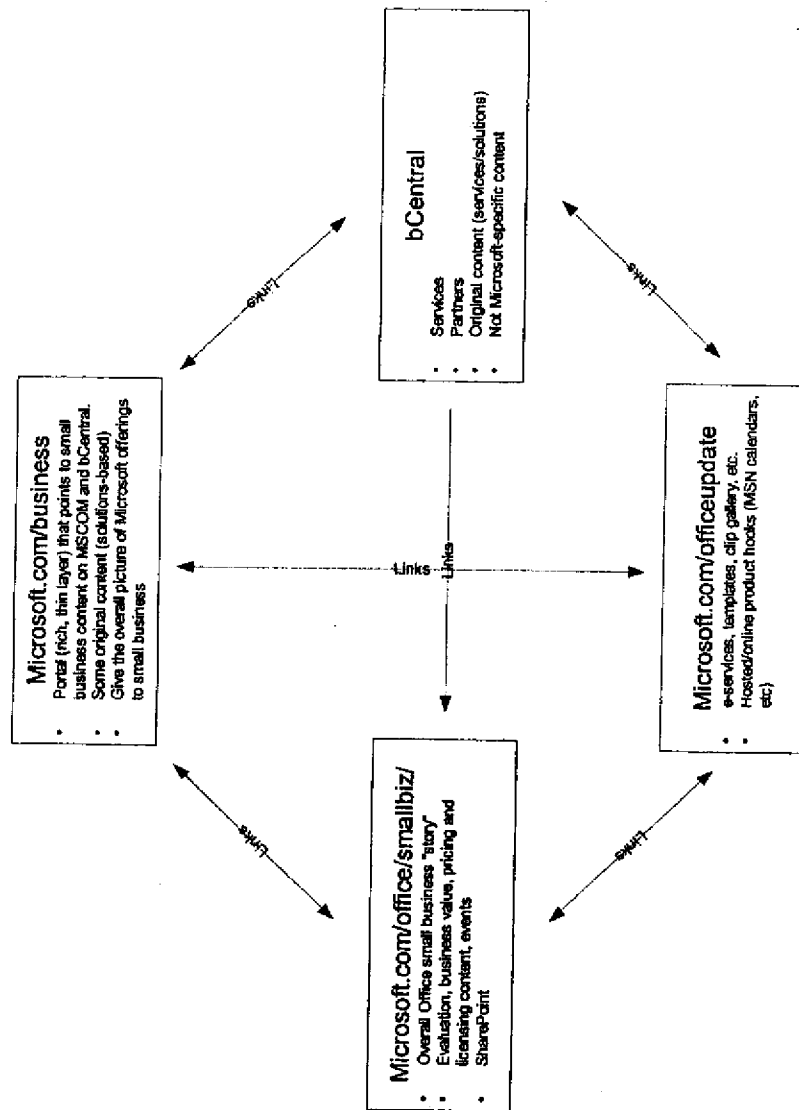 Microsoft.com/business
• Portal (rich, thin layer) that points to small
business content on MSCOM and bCentral.
• Some original content (solutions-based)
• Give the overall picture of Microsoft offerings
to small business
Links
Links
Microsoft.com/office/smallbiz/
• Overall Office small business "story"
• Evaluation, business value, pricing and
licensing content, events
• SharePoint
Links
Links
bCentral
• Services
• Partners
• Original content (services/solutions)
• Not Microsoft-specific content
Links
Links
Microsoft.com/officeupdate
• e-services, templates, clip gallery, etc.
• Hosted/online product hooks (MSN calendars,
etc)